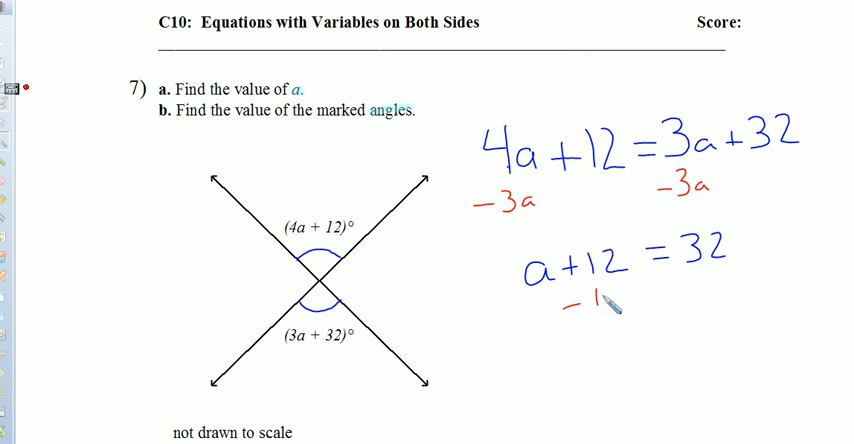 C10: Equations with Variables on Both Sides Score:
7) a. Find the value of a.
b. Find the value of the marked angles.
4a + 12 = 3a + 32
- 3a - 3a
(4a + 12)°
a + 12 = 32
- 1
(3a + 32)°
not drawn to scale